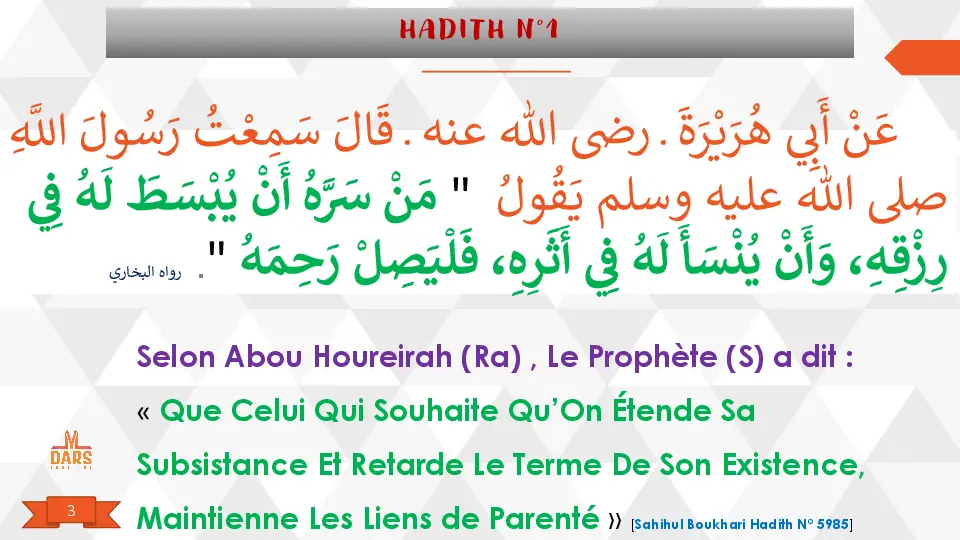 HADITH N°1
عَنْ أَبِي هُرَيْرَةَ ـ رضى الله عنه ـ قَالَ سَمِعْتُ رَسُولَ اللَّهِ
صلى الله عليه وسلم يَقُولُ " مَنْ سَرَّهُ أَنْ يُبْسَطَ لَهُ فِي
رِزْقِهِ، وَأَنْ يُنْسَأَ لَهُ فِي أَثَرِهِ، فَلْيَصِلْ رَحِمَهُ " . رواه البخاري
Selon Abou Houreirah (Ra) , Le Prophète (S) a dit :
« Que Celui Qui Souhaite Qu’On Étende Sa
Subsistance Et Retarde Le Terme De Son Existence,
Maintienne Les Liens de Parenté » [Sahihul Boukhari Hadith N° 5985]
M
DARS
3